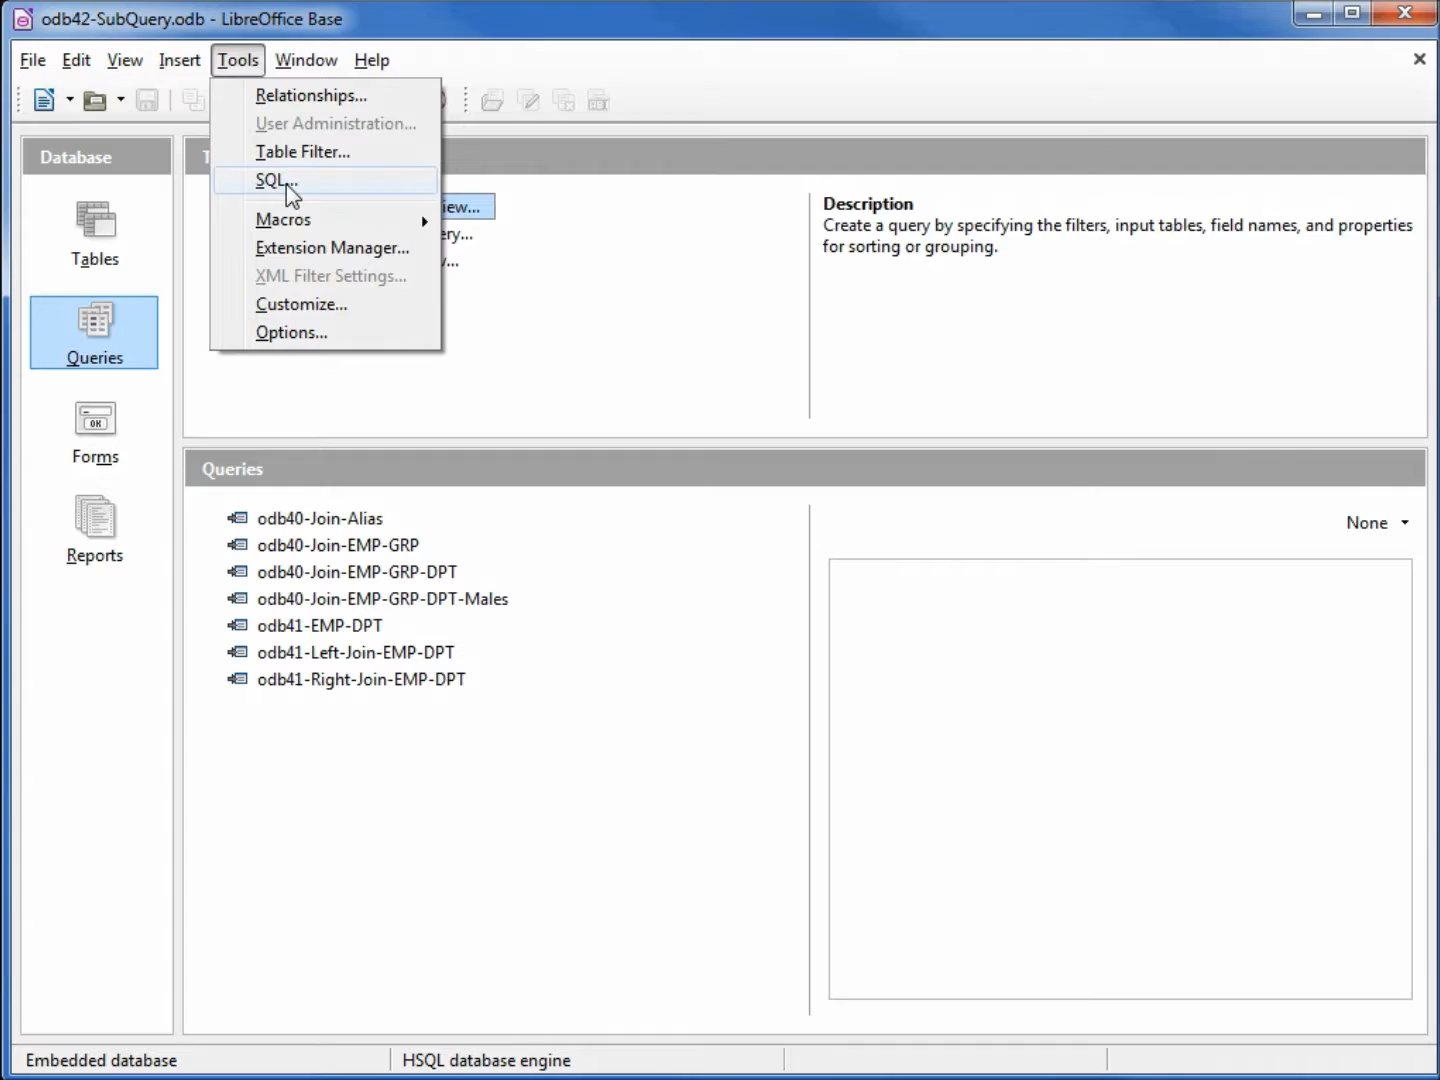 odb42-SubQuery.odb - LibreOffice Base
File Edit View Insert Tools Window Help
Relationships...
User Administration...
Table Filter...
SQL...
Macros
Extension Manager...
XML Filter Settings...
Customize...
Options...
Database
Tables
Queries
Forms
Reports
Description
Create a query by specifying the filters, input tables, field names, and properties
for sorting or grouping.
Queries
odb40-Join-Alias
odb40-Join-EMP-GRP
odb40-Join-EMP-GRP-DPT
odb40-Join-EMP-GRP-DPT-Males
odb41-EMP-DPT
odb41-Left-Join-EMP-DPT
odb41-Right-Join-EMP-DPT
None
Embedded database
HSQL database engine